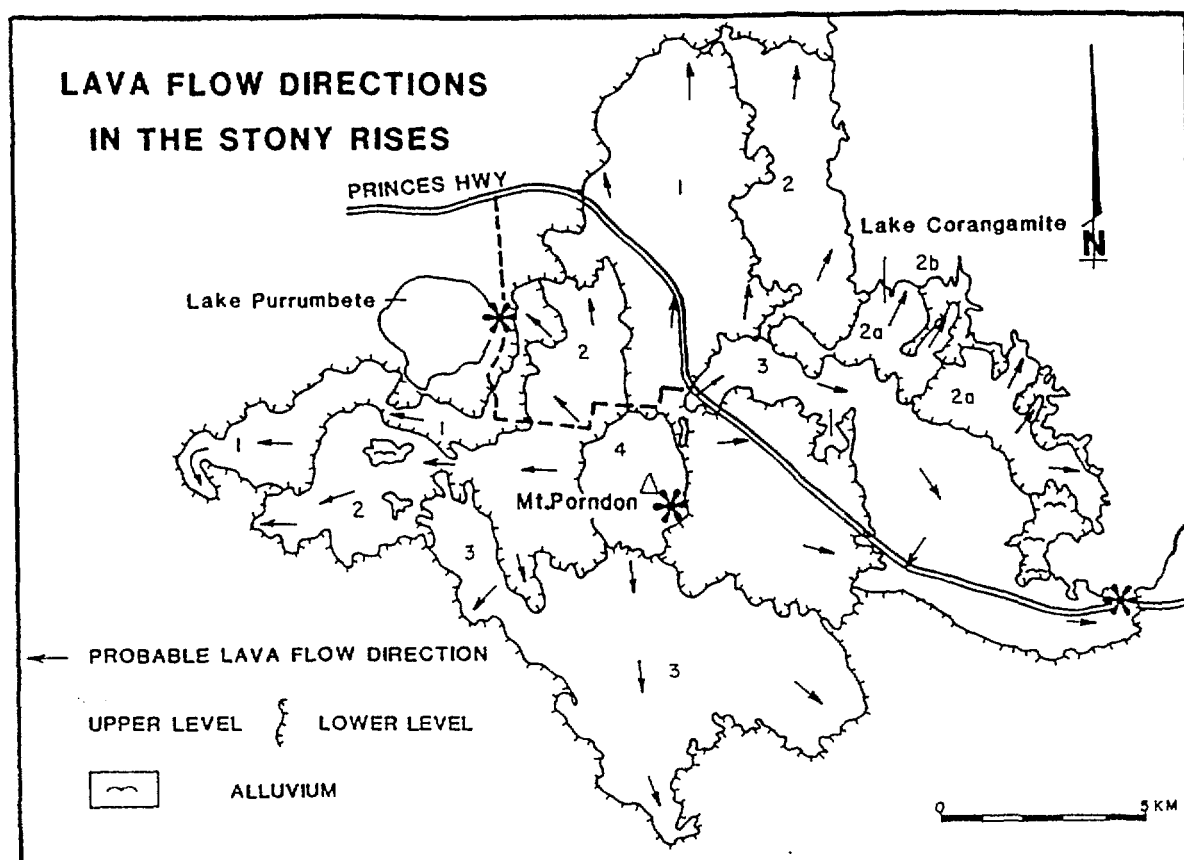 LAVA FLOW DIRECTIONS
IN THE STONY RISES
PRINCES HWY
1
2
Lake Corangamite
N
2b
Lake Purrumbete
2a
2
3
2a
1
1
4
Mt.Porndon
2
3
PROBABLE LAVA FLOW DIRECTION
3
UPPER LEVEL LOWER LEVEL
ALLUVIUM
0 5 KM